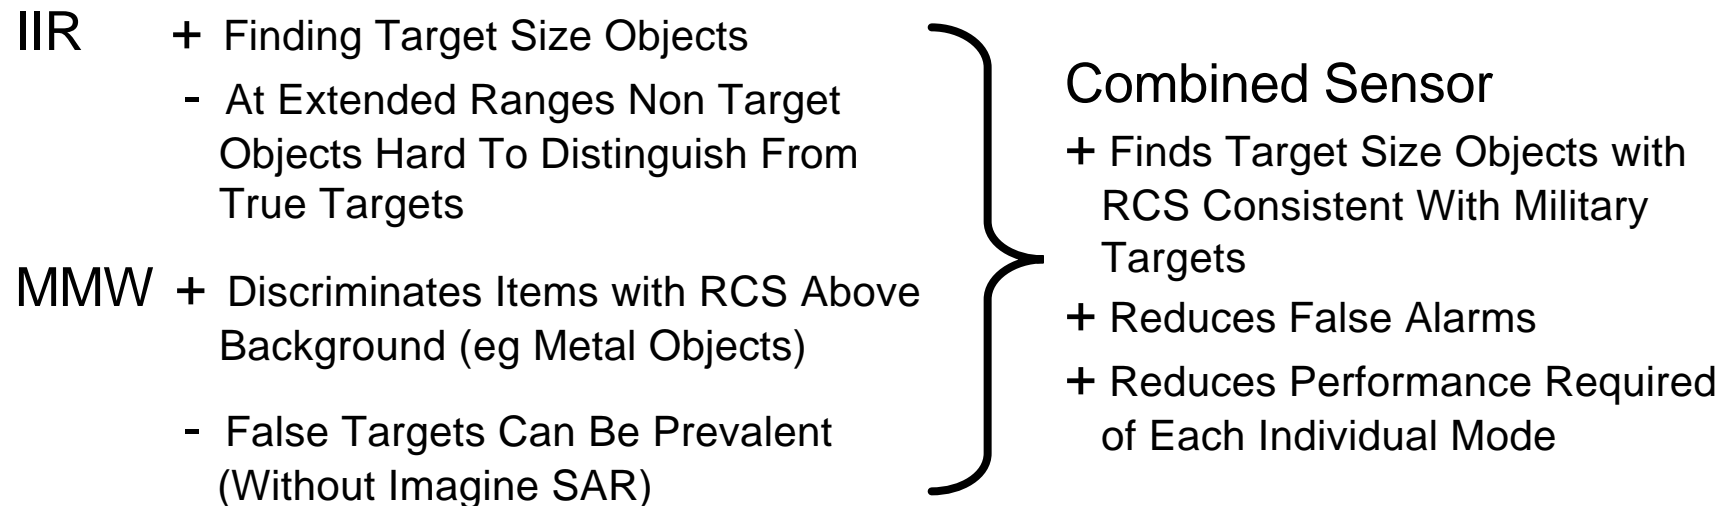 IIR + Finding Target Size Objects
- At Extended Ranges Non Target
Objects Hard To Distinguish From
True Targets
MMW + Discriminates Items with RCS Above
Background (eg Metal Objects)
- False Targets Can Be Prevalent
(Without Imagine SAR)
Combined Sensor
+ Finds Target Size Objects with
RCS Consistent With Military
Targets
+ Reduces False Alarms
+ Reduces Performance Required
of Each Individual Mode